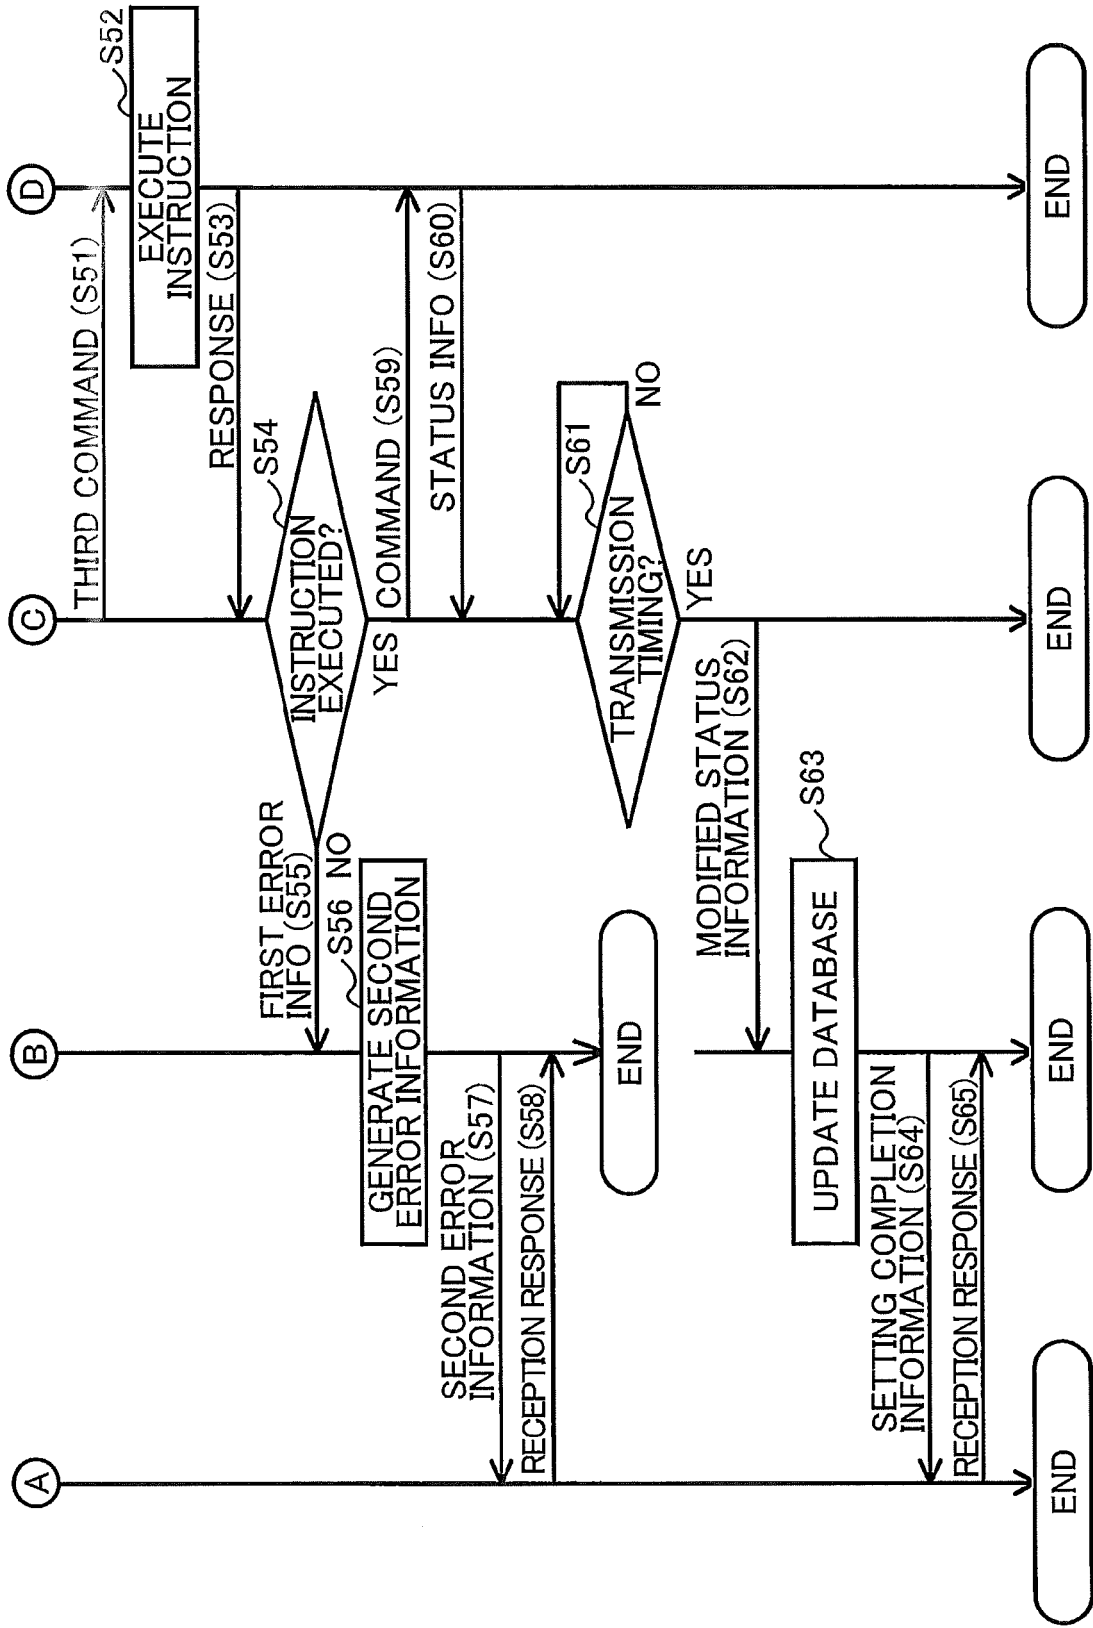 A
B
C
D
THIRD COMMAND (S51)
S52
EXECUTE
INSTRUCTION
RESPONSE (S53)
S54
INSTRUCTION
EXECUTED?
FIRST ERROR
INFO (S55)
NO
YES
S56
GENERATE SECOND
ERROR INFORMATION
COMMAND (S59)
SECOND ERROR
INFORMATION (S57)
STATUS INFO (S60)
RECEPTION RESPONSE (S58)
S61
TRANSMISSION
TIMING?
NO
END
YES
MODIFIED STATUS
INFORMATION (S62)
S63
UPDATE DATABASE
SETTING COMPLETION
INFORMATION (S64)
RECEPTION RESPONSE (S65)
END
END
END
END